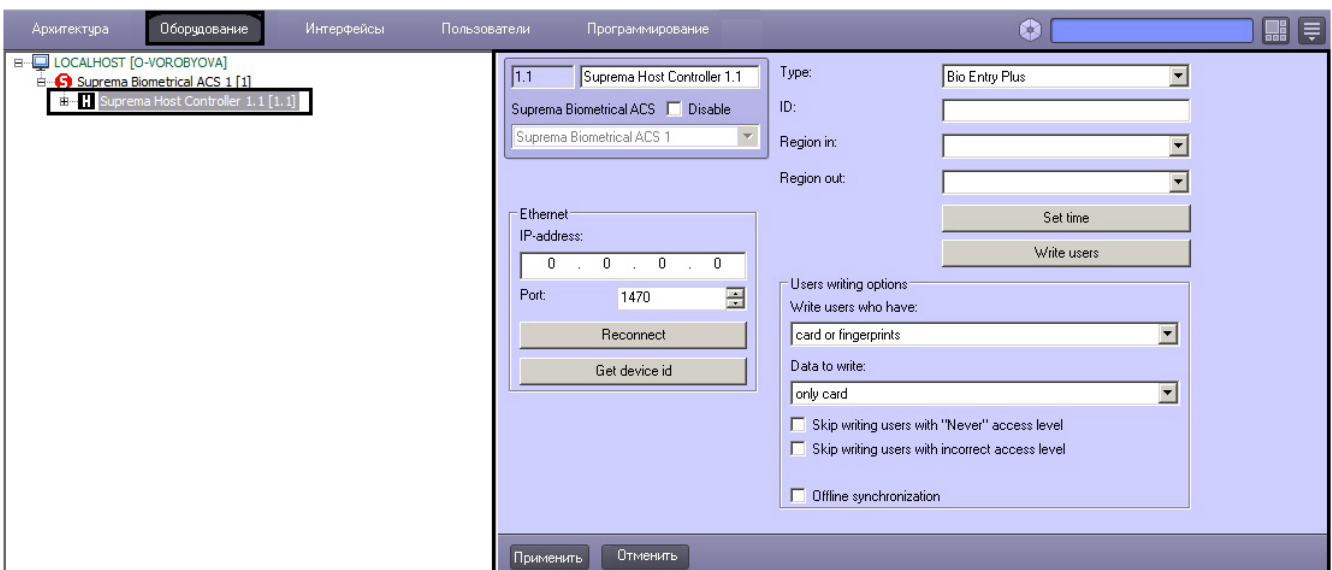 Архитектура Оборудование Интерфейсы Пользователи Программирование
LOCALHOST [O-VOROBYOVA]
Suprema Biometrical ACS 1 [1]
H Suprema Host Controller 1.1 [1.1]
1.1 Suprema Host Controller 1.1
Suprema Biometrical ACS Disable
Suprema Biometrical ACS 1
Ethernet
IP-address:
0 . 0 . 0 . 0
Port: 1470
Reconnect
Get device id
Type: Bio Entry Plus
ID:
Region in:
Region out:
Set time
Write users
Users writing options
Write users who have:
card or fingerprints
Data to write:
only card
Skip writing users with "Never" access level
Skip writing users with incorrect access level
Offline synchronization
Применить Отменить